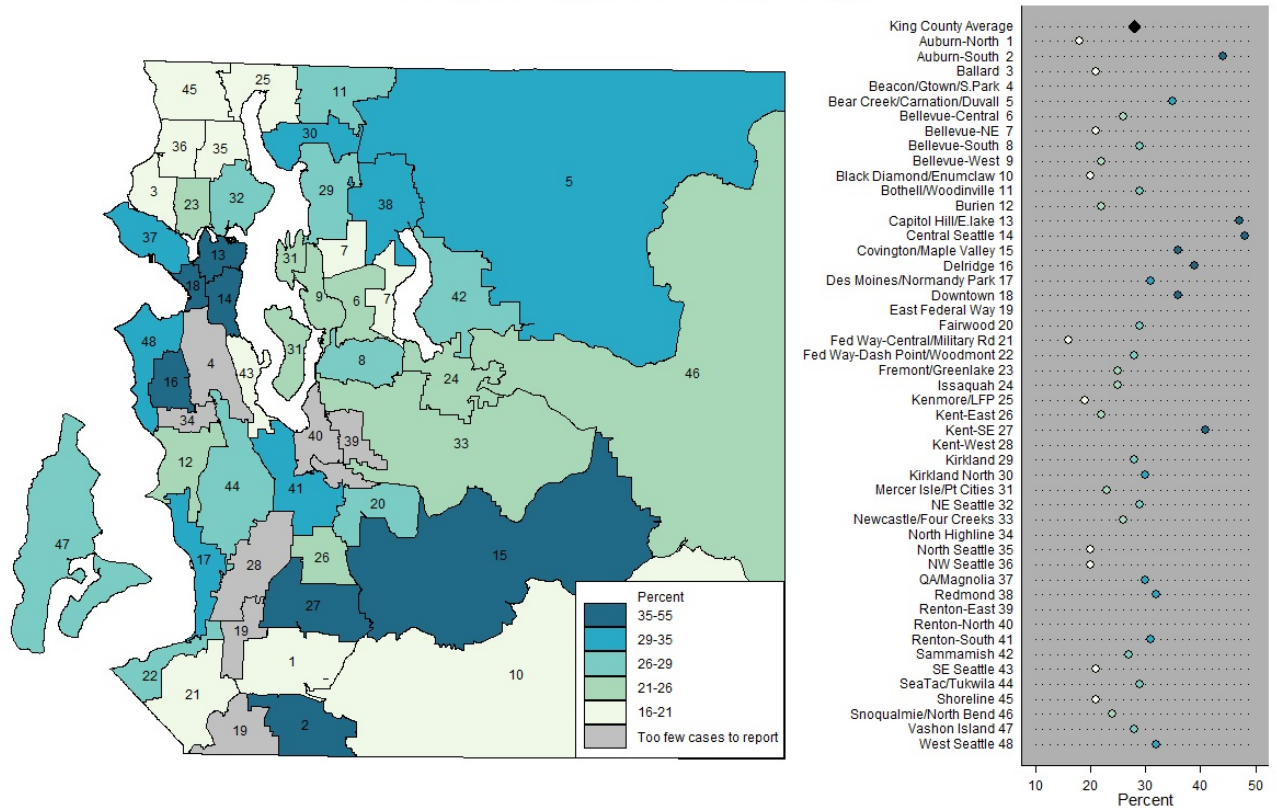 45
25
11
30
36
35
5
3
23
32
29
38
37
13
31
7
18
14
9
6
7
42
48
4
43
31
8
46
16
24
34
40
39
33
12
44
41
20
47
17
28
26
15
27
19
22
1
10
21
2
19
Percent
35-55
29-35
26-29
21-26
16-21
Too few cases to report
King County Average
Auburn-North 1
Auburn-South 2
Ballard 3
Beacon/Gtown/S.Park 4
Bear Creek/Carnation/Duvall 5
Bellevue-Central 6
Bellevue-NE 7
Bellevue-South 8
Bellevue-West 9
Black Diamond/Enumclaw 10
Bothell/Woodinville 11
Burien 12
Capitol Hill/E.lake 13
Central Seattle 14
Covington/Maple Valley 15
Delridge 16
Des Moines/Normandy Park 17
Downtown 18
East Federal Way 19
Fairwood 20
Fed Way-Central/Military Rd 21
Fed Way-Dash Point/Woodmont 22
Fremont/Greenlake 23
Issaquah 24
Kenmore/LFP 25
Kent-East 26
Kent-SE 27
Kent-West 28
Kirkland 29
Kirkland North 30
Mercer Isle/Pt Cities 31
NE Seattle 32
Newcastle/Four Creeks 33
North Highline 34
North Seattle 35
NW Seattle 36
QA/Magnolia 37
Redmond 38
Renton-East 39
Renton-North 40
Renton-South 41
Sammamish 42
SE Seattle 43
SeaTac/Tukwila 44
Shoreline 45
Snoqualmie/North Bend 46
Vashon Island 47
West Seattle 48
10 20 30 40 50
Percent